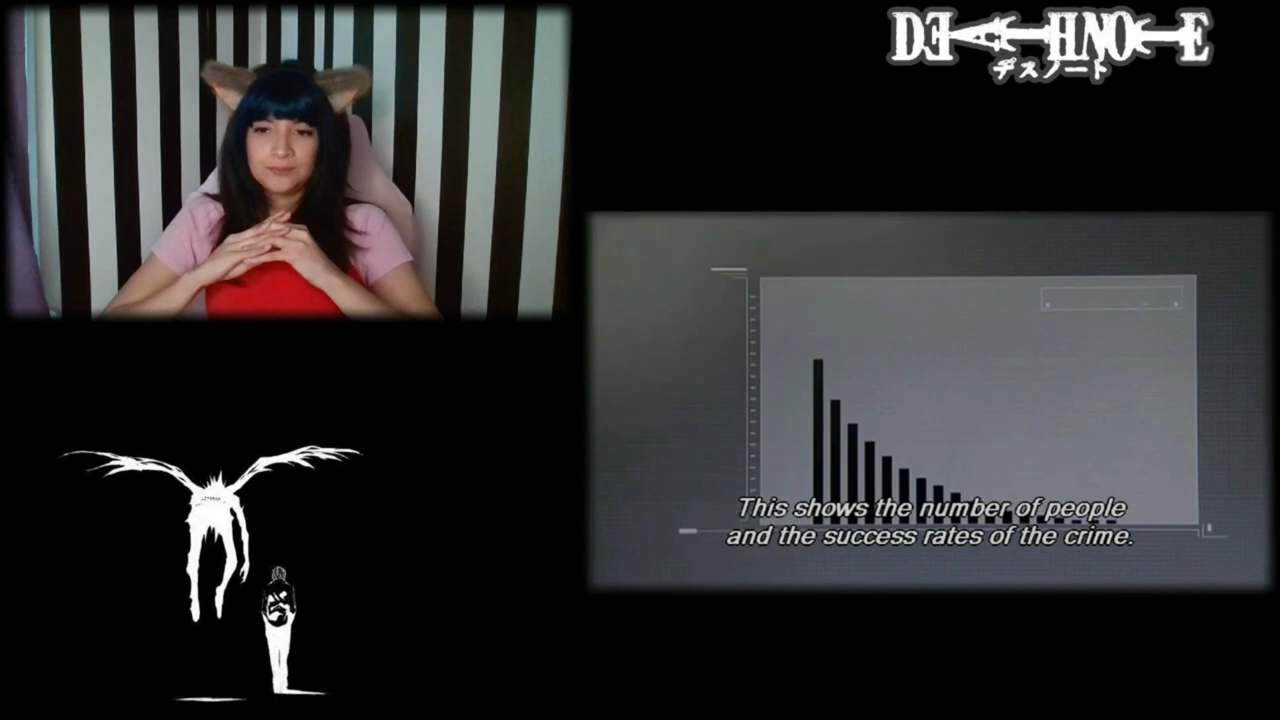 DEATH NOTE
デスノート
This shows the number of people
and the success rates of the crime.